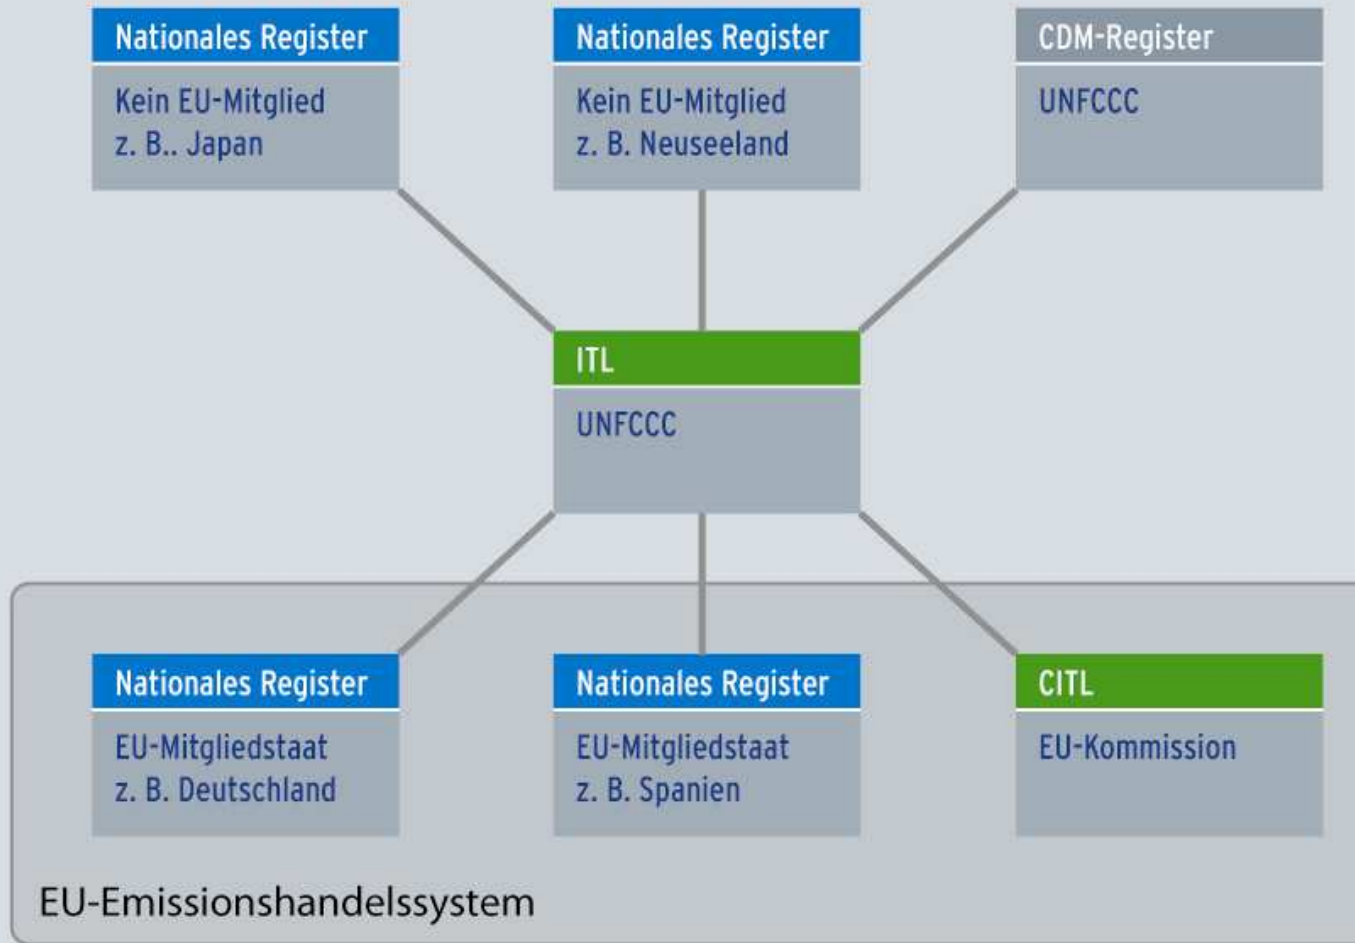 Nationales Register
Kein EU-Mitglied
z. B.. Japan
Nationales Register
Kein EU-Mitglied
z. B. Neuseeland
CDM-Register
UNFCCC
ITL
UNFCCC
Nationales Register
EU-Mitgliedstaat
z. B. Deutschland
Nationales Register
EU-Mitgliedstaat
z. B. Spanien
CITL
EU-Kommission
EU-Emissionshandelssystem